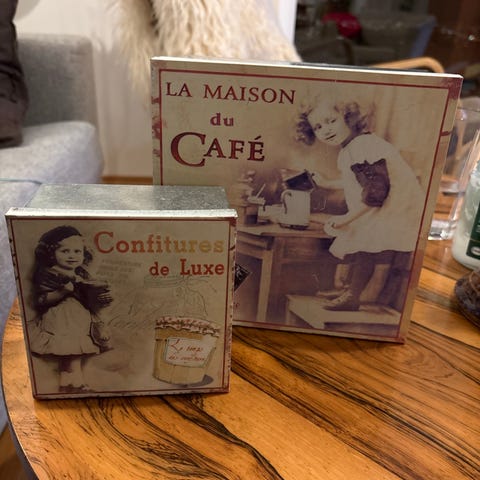 LA MAISON
du
CAFÉ
Confitures
de Luxe